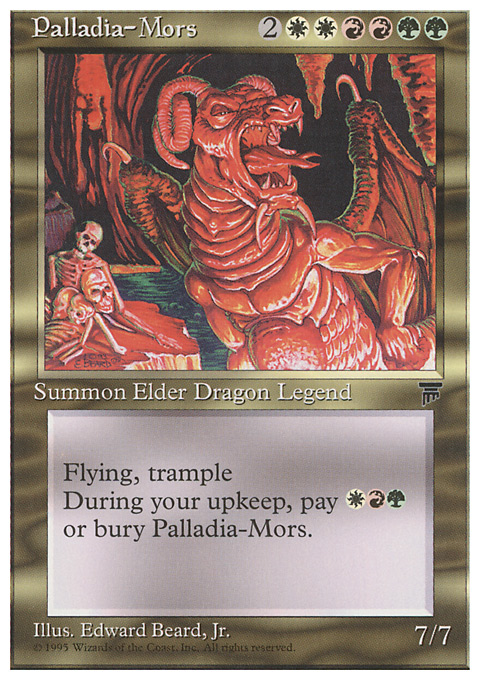 Palladia-Mors 2
Summon Elder Dragon Legend
Flying, trample
During your upkeep, pay
or bury Palladia-Mors.
Illus. Edward Beard, Jr.
7/7
© 1995 Wizards of the Coast, Inc. All rights reserved.